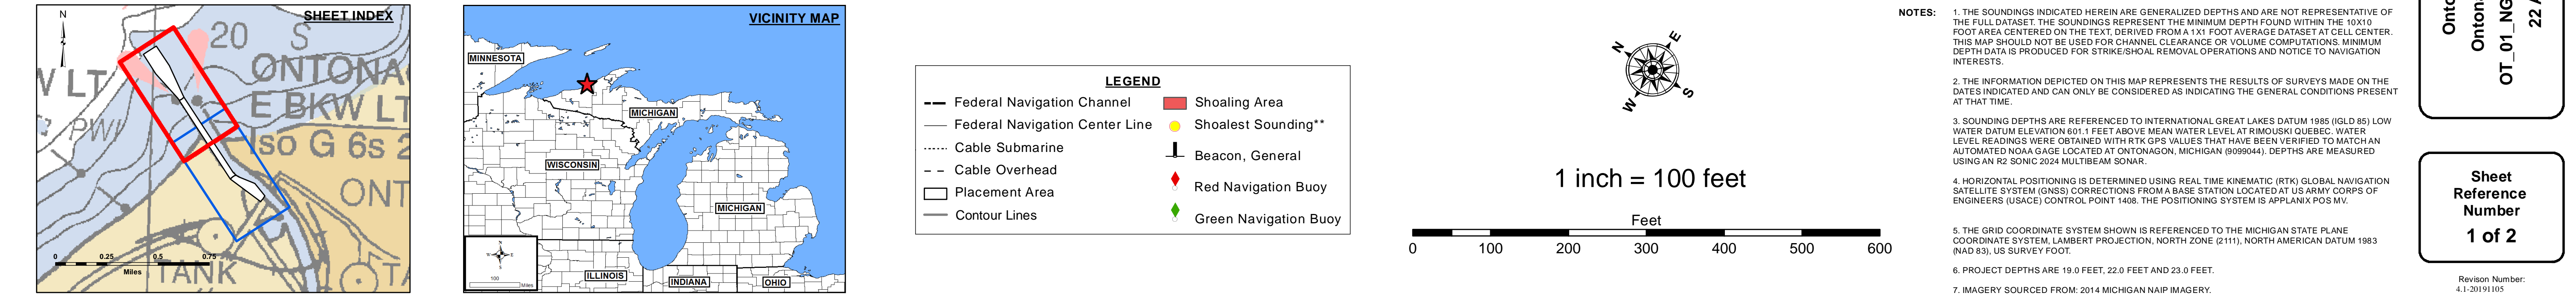 SHEET INDEX
N
20 S
W LT
ONTONA
E BKW LT
PWI
Iso G 6s 2
ONT
TANK
TA
0 0.25 0.5 0.75
Miles
VICINITY MAP
MINNESOTA
MICHIGAN
WISCONSIN
MICHIGAN
ILLINOIS
INDIANA
OHIO
100
Miles
LEGEND
Federal Navigation Channel
Federal Navigation Center Line
Cable Submarine
Cable Overhead
Placement Area
Contour Lines
Shoaling Area
Shoalest Sounding**
Beacon, General
Red Navigation Buoy
Green Navigation Buoy
N E
W S
1 inch = 100 feet
Feet
0 100 200 300 400 500 600
NOTES:
1. THE SOUNDINGS INDICATED HEREIN ARE GENERALIZED DEPTHS AND ARE NOT REPRESENTATIVE OF
THE FULL DATASET. THE SOUNDINGS REPRESENT THE MINIMUM DEPTH FOUND WITHIN THE 10X10
FOOT AREA CENTERED ON THE TEXT, DERIVED FROM A 1X1 FOOT AVERAGE DATASET AT CELL CENTER.
THIS MAP SHOULD NOT BE USED FOR CHANNEL CLEARANCE OR VOLUME COMPUTATIONS. MINIMUM
DEPTH DATA IS PRODUCED FOR STRIKE/SHOAL REMOVAL OPERATIONS AND NOTICE TO NAVIGATION
INTERESTS.
2. THE INFORMATION DEPICTED ON THIS MAP REPRESENTS THE RESULTS OF SURVEYS MADE ON THE
DATES INDICATED AND CAN ONLY BE CONSIDERED AS INDICATING THE GENERAL CONDITIONS PRESENT
AT THAT TIME.
3. SOUNDING DEPTHS ARE REFERENCED TO INTERNATIONAL GREAT LAKES DATUM 1985 (IGLD 85) LOW
WATER DATUM ELEVATION 601.1 FEET ABOVE MEAN WATER LEVEL AT RIMOUSKI QUEBEC. WATER
LEVEL READINGS WERE OBTAINED WITH RTK GPS VALUES THAT HAVE BEEN VERIFIED TO MATCH AN
AUTOMATED NOAA GAGE LOCATED AT ONTONAGON, MICHIGAN (9099044). DEPTHS ARE MEASURED
USING AN R2 SONIC 2024 MULTIBEAM SONAR.
4. HORIZONTAL POSITIONING IS DETERMINED USING REAL TIME KINEMATIC (RTK) GLOBAL NAVIGATION
SATELLITE SYSTEM (GNSS) CORRECTIONS FROM A BASE STATION LOCATED AT US ARMY CORPS OF
ENGINEERS (USACE) CONTROL POINT 1408. THE POSITIONING SYSTEM IS APPLANIX POS MV.
5. THE GRID COORDINATE SYSTEM SHOWN IS REFERENCED TO THE MICHIGAN STATE PLANE
COORDINATE SYSTEM, LAMBERT PROJECTION, NORTH ZONE (2111), NORTH AMERICAN DATUM 1983
(NAD 83), US SURVEY FOOT.
6. PROJECT DEPTHS ARE 19.0 FEET, 22.0 FEET AND 23.0 FEET.
7. IMAGERY SOURCED FROM: 2014 MICHIGAN NAIP IMAGERY.
Onto
Ontona
OT_01_NG
22 A
Sheet
Reference
Number
1 of 2
Revison Number:
4.1-20191105